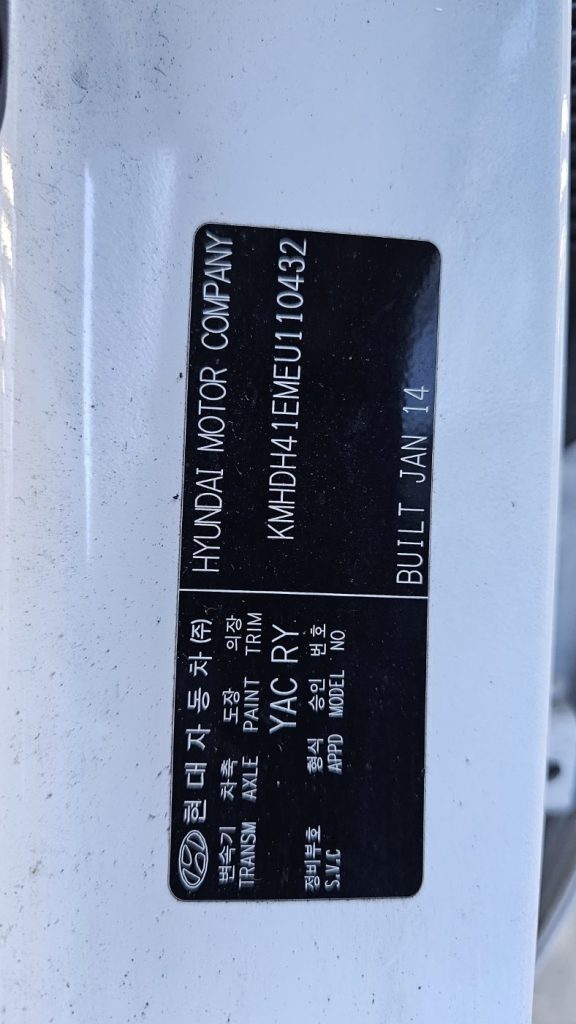 현대자동차㈜ HYUNDAI MOTOR COMPANY
변속기 차축 도장 의장
TRANSM AXLE PAINT TRIM
YAC RY KMHDH41EMEU110432
정비부호 형식 승인 번호
S.V.C APPD MODEL NO
BUILT JAN 14